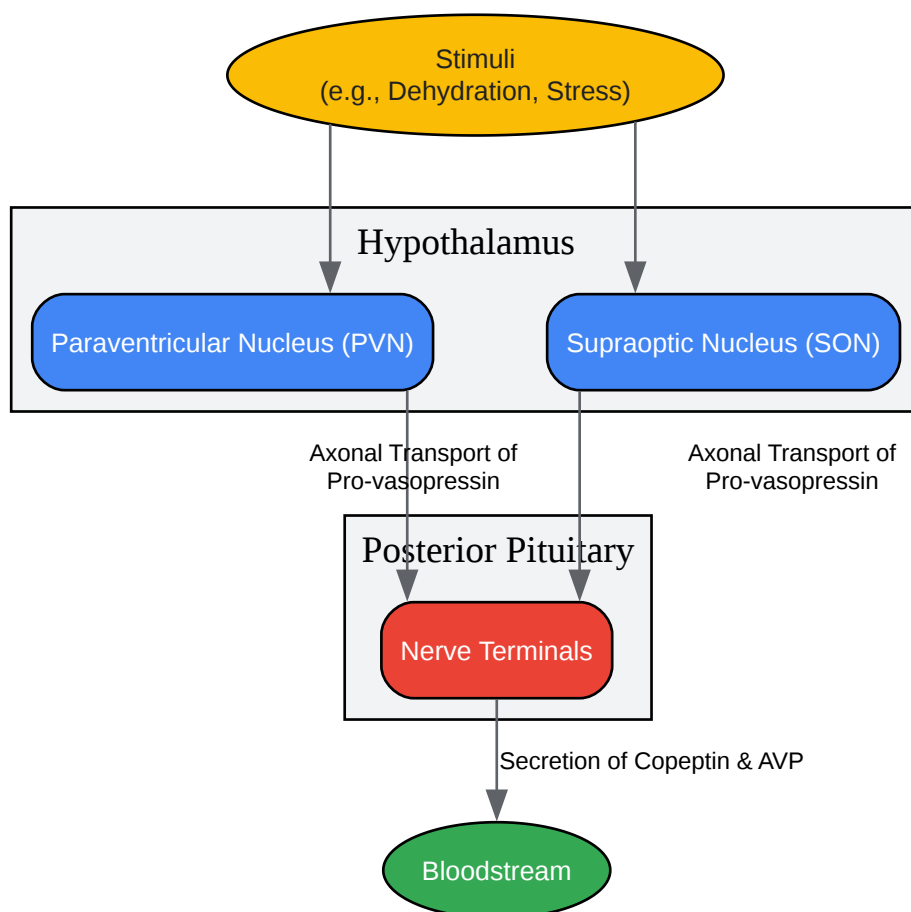 Stimuli
(e.g., Dehydration, Stress)
Hypothalamus
Paraventricular Nucleus (PVN)
Supraoptic Nucleus (SON)
Axonal Transport of
Pro-vasopressin
Axonal Transport of
Pro-vasopressin
Posterior Pituitary
Nerve Terminals
Secretion of Copeptin & AVP
Bloodstream